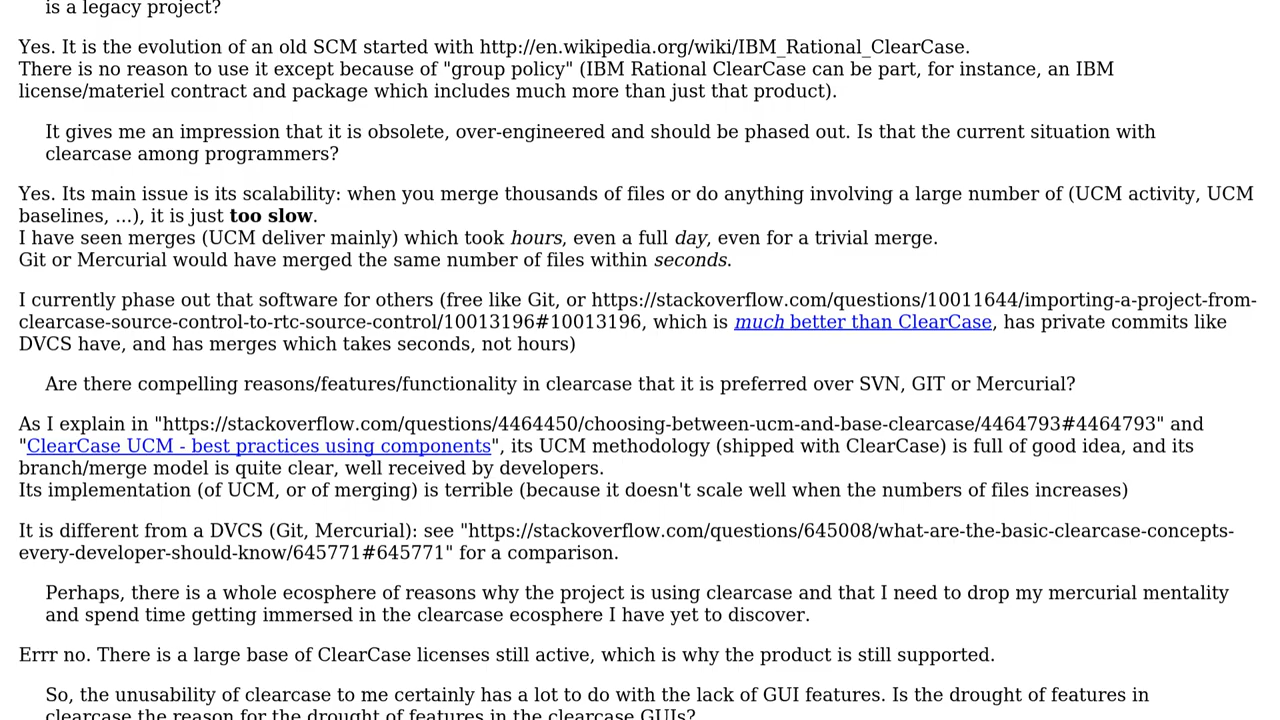 is a legacy project?
Yes. It is the evolution of an old SCM started with http://en.wikipedia.org/wiki/IBM_Rational_ClearCase.
There is no reason to use it except because of "group policy" (IBM Rational ClearCase can be part, for instance, an IBM
license/materiel contract and package which includes much more than just that product).
It gives me an impression that it is obsolete, over-engineered and should be phased out. Is that the current situation with
clearcase among programmers?
Yes. Its main issue is its scalability: when you merge thousands of files or do anything involving a large number of (UCM activity, UCM
baselines, ...), it is just too slow.
I have seen merges (UCM deliver mainly) which took hours, even a full day, even for a trivial merge.
Git or Mercurial would have merged the same number of files within seconds.
I currently phase out that software for others (free like Git, or https://stackoverflow.com/questions/10011644/importing-a-project-from-
clearcase-source-control-to-rtc-source-control/10013196#10013196, which is much better than ClearCase, has private commits like
DVCS have, and has merges which takes seconds, not hours)
Are there compelling reasons/features/functionality in clearcase that it is preferred over SVN, GIT or Mercurial?
As I explain in "https://stackoverflow.com/questions/4464450/choosing-between-ucm-and-base-clearcase/4464793#4464793" and
"ClearCase UCM - best practices using components", its UCM methodology (shipped with ClearCase) is full of good idea, and its
branch/merge model is quite clear, well received by developers.
Its implementation (of UCM, or of merging) is terrible (because it doesn't scale well when the numbers of files increases)
It is different from a DVCS (Git, Mercurial): see "https://stackoverflow.com/questions/645008/what-are-the-basic-clearcase-concepts-
every-developer-should-know/645771#645771" for a comparison.
Perhaps, there is a whole ecosphere of reasons why the project is using clearcase and that I need to drop my mercurial mentality
and spend time getting immersed in the clearcase ecosphere I have yet to discover.
Errr no. There is a large base of ClearCase licenses still active, which is why the product is still supported.
So, the unusability of clearcase to me certainly has a lot to do with the lack of GUI features. Is the drought of features in
clearcase the reason for the drought of features in the clearcase GUIs?